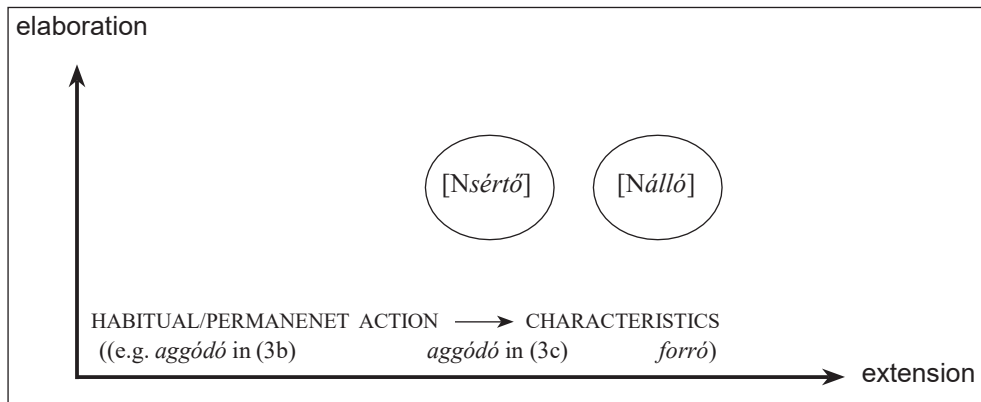 elaboration
[Nsértő] [Nálló]
HABITUAL/PERMANENET ACTION → CHARACTERISTICS
((e.g. aggódó in (3b) aggódó in (3c) forró)
extension